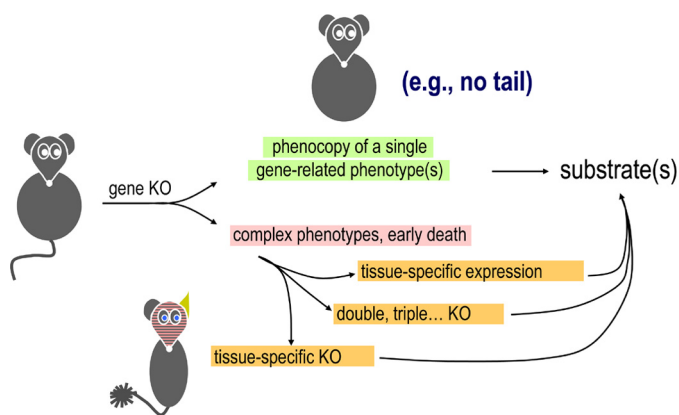 (e.g., no tail)
phenocopy of a single
gene-related phenotype(s)
substrate(s)
gene KO
complex phenotypes, early death
tissue-specific expression
double, triple… KO
tissue-specific KO